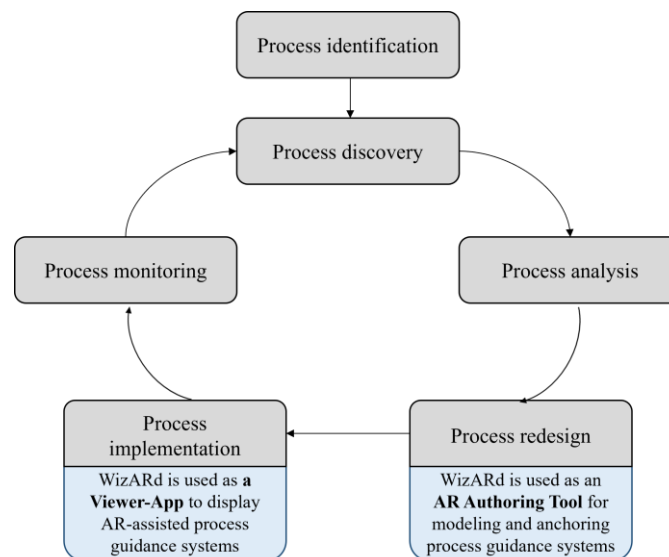 Process identification
Process discovery
Process monitoring
Process analysis
Process
implementation
WizARd is used as a
Viewer-App to display
AR-assisted process
guidance systems
Process redesign
WizARd is used as an
AR Authoring Tool for
modeling and anchoring
process guidance systems